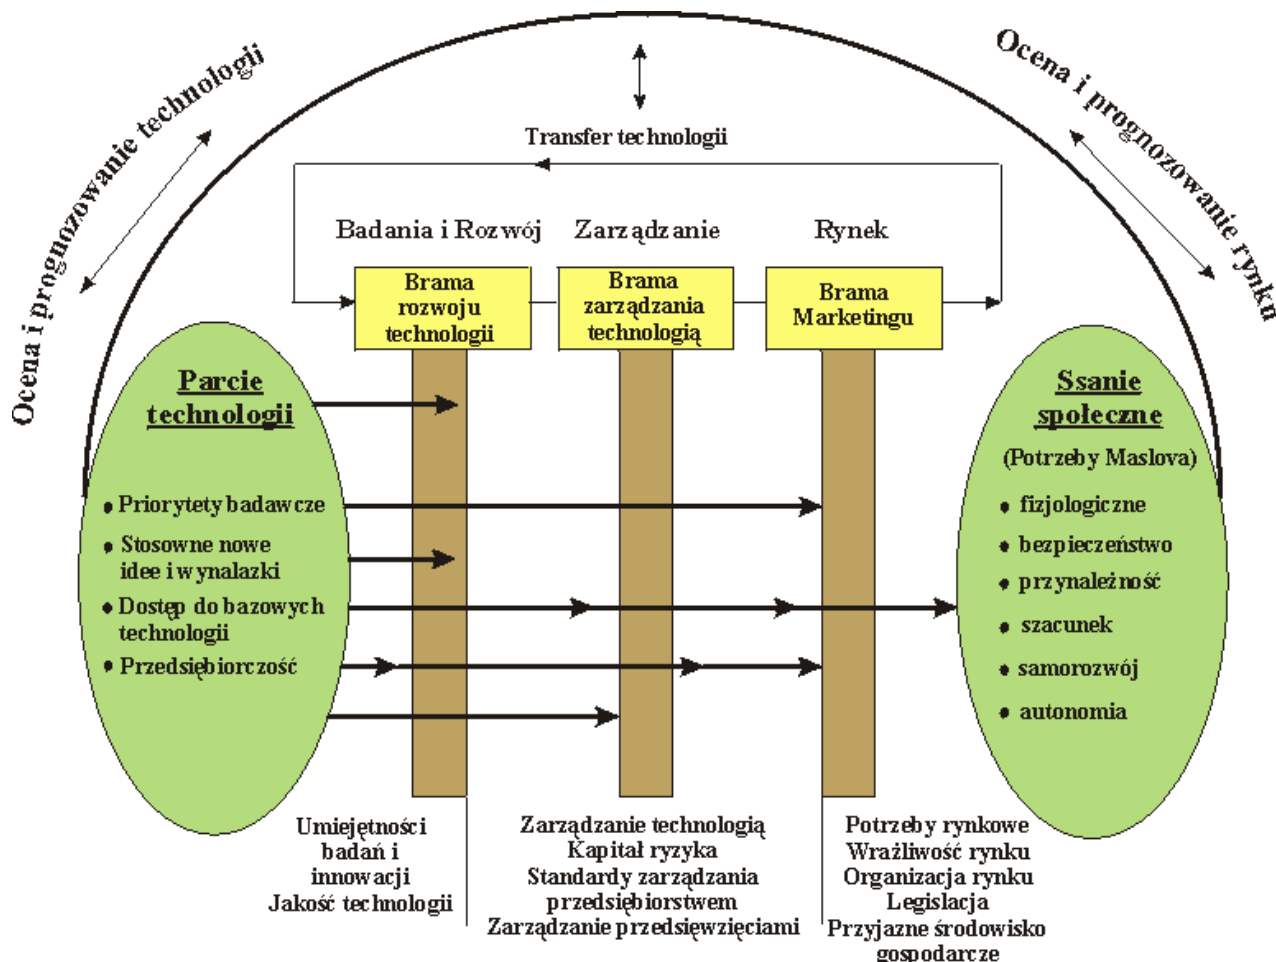 Ocena i prognozowanie technologii
Ocena i prognozowanie rynku
Transfer technologii
Badania i Rozwój
Zarządzanie
Rynek
Brama
rozwoju
technologii
Brama
zarządzania
technologią
Brama
Marketingu
Parcie
technologii
• Priorytety badawcze
• Stosowne nowe
idee i wynalazki
• Dostęp do bazowych
technologii
• Przedsiębiorczość
Ssanie
społeczne
(Potrzeby Maslova)
• fizjologiczne
• bezpieczeństwo
• przynależność
• szacunek
• samorozwój
• autonomia
Umiejętności
badań i
innowacji
Jakość technologii
Zarządzanie technologią
Kapitał ryzyka
Standardy zarządzania
przedsiębiorstwem
Zarządzanie przedsięwzięciami
Potrzeby rynkowe
Wrażliwość rynku
Organizacja rynku
Legislacja
Przyjazne środowisko
gospodarcze